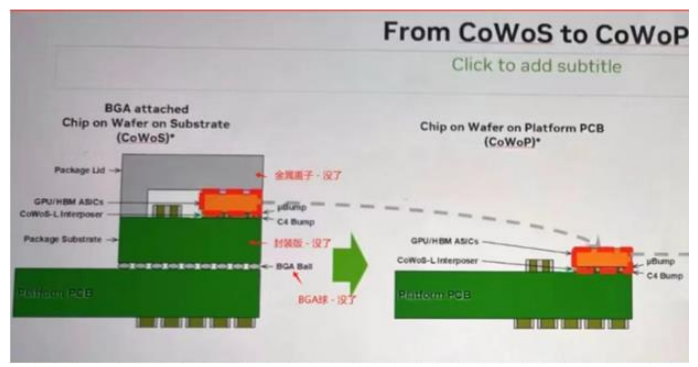 From CoWoS to CoWoP
Click to add subtitle
BGA attached
Chip on Wafer on Substrate
(CoWoS)*
Package Lid
金属盖子 - 没了
GPU/HBM ASICs
CoWoS-L Interposer
µBump
C4 Bump
Package Substrate
封装版 - 没了
BGA Ball
BGA球 - 没了
Platform PCB
Chip on Wafer on Platform PCB
(CoWoP)*
GPU/HBM ASICs
CoWoS-L Interposer
µBump
C4 Bump
Platform PCB